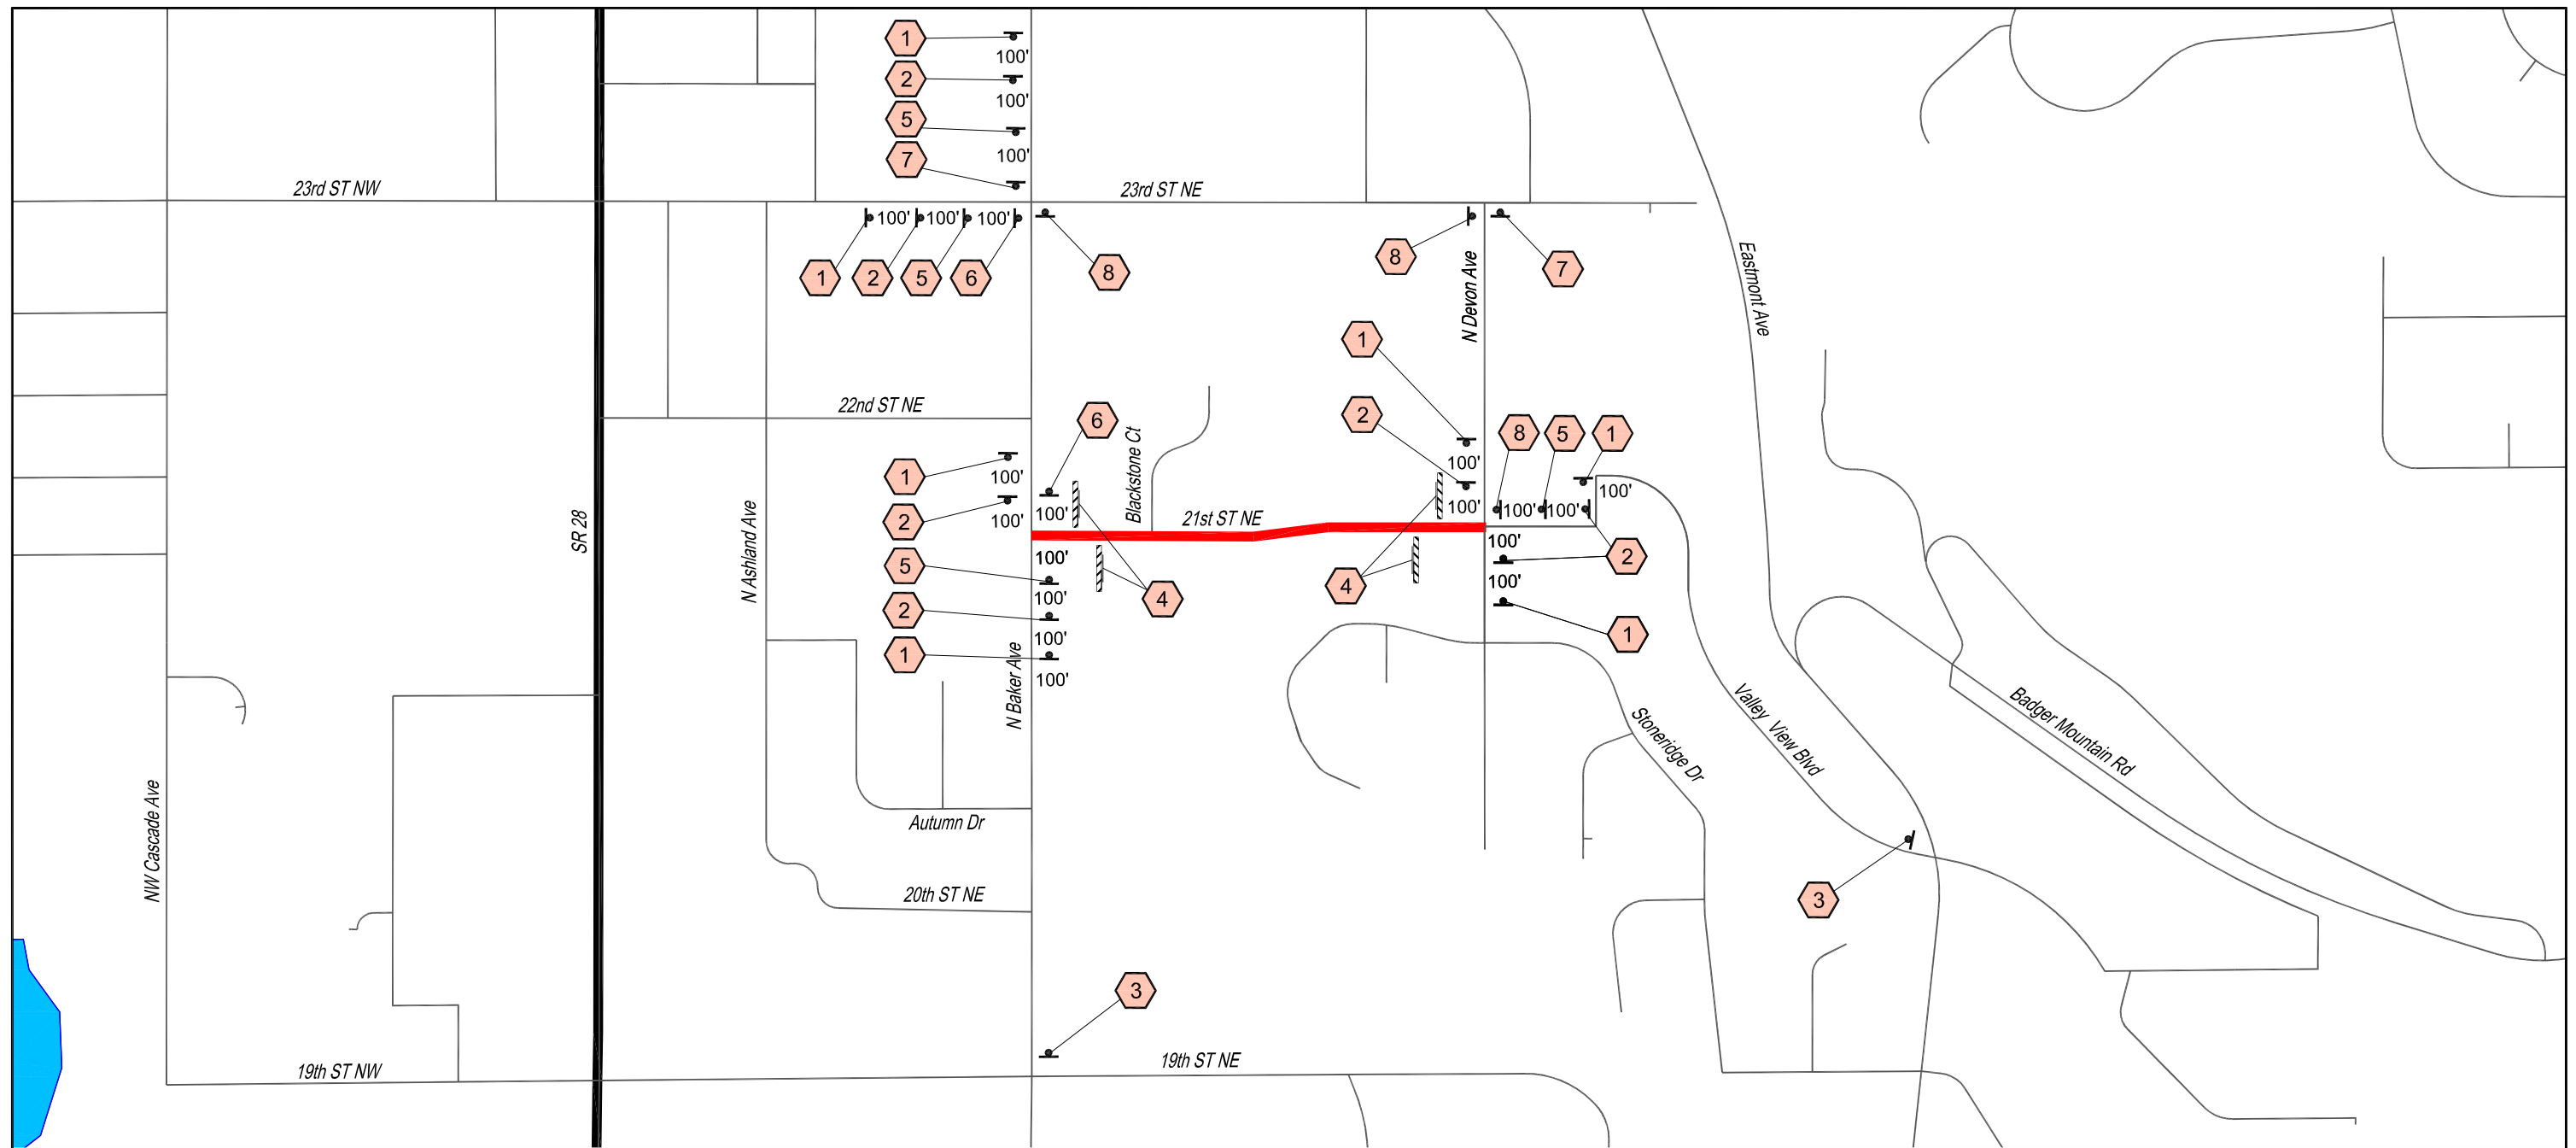 1
100'
2
100'
5
100'
7
23rd ST NW
23rd ST NE
100' 100' 100'
1 2 5 6
8
8
7
N Devon Ave
Eastmont Ave
1
22nd ST NE
6
2
8 5 1
Blackstone Ct
1
100'
100'
100'
2
100'
100'
100'
100' 100'
21st ST NE
SR 28
N Ashland Ave
100'
100'
2
5
100'
100'
4
4
2
100'
1
1
N Baker Ave
100'
Valley View Blvd
Stoneridge Dr
Badger Mountain Rd
NW Cascade Ave
Autumn Dr
20th ST NE
3
3
19th ST NE
19th ST NW